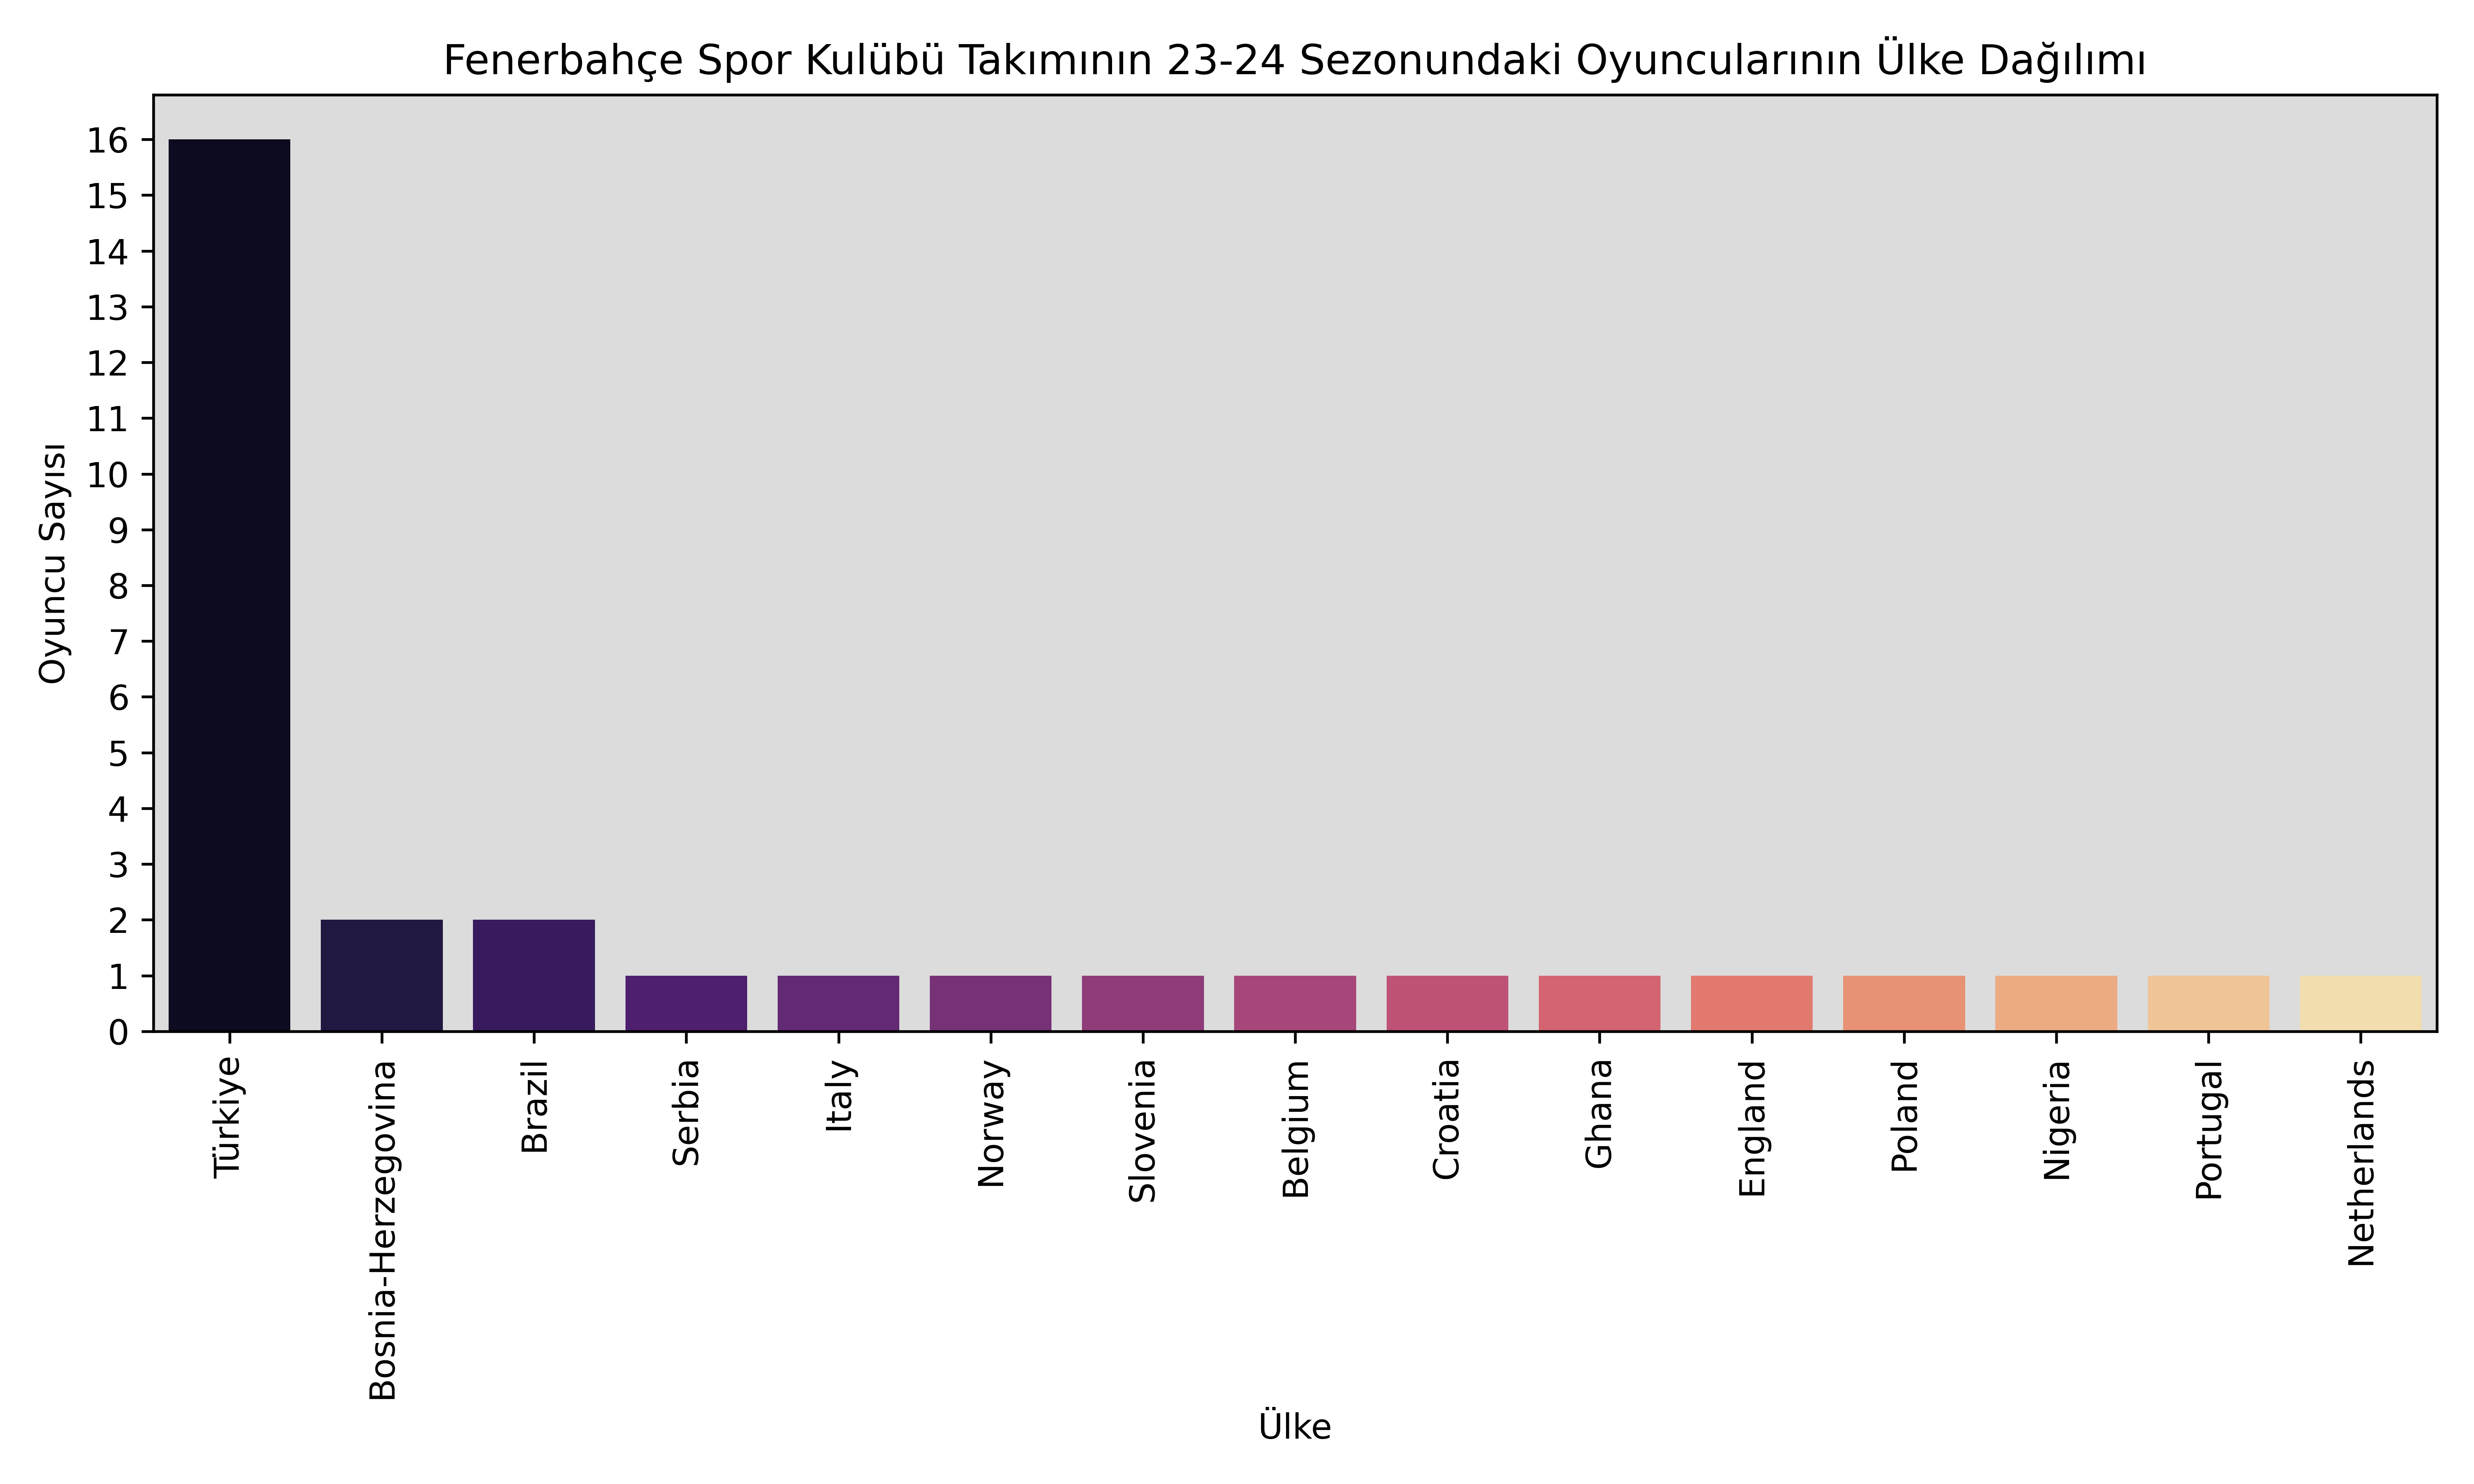 Fenerbahçe Spor Kulübü Takımının 23-24 Sezonundaki Oyuncularının Ülke Dağılımı
Oyuncu Sayısı
16
15
14
13
12
11
10
9
8
7
6
5
4
3
2
1
0
Türkiye
Bosnia-Herzegovina
Brazil
Serbia
Italy
Norway
Slovenia
Belgium
Croatia
Ghana
England
Poland
Nigeria
Portugal
Netherlands
Ülke